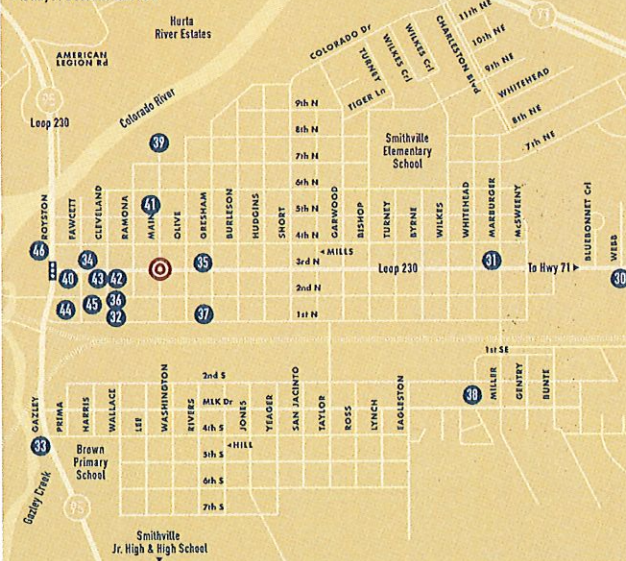 Hurta
River Estates
AMERICAN
LEGION Rd
95
Loop 230
Colorado River
71
11th NE
10th NE
9th NE
WHITEHEAD
8th NE
7th NE
COLORADO Dr
TURNEY
WILKES Crl
WILKES Crl
CHARLESTON Blvd
TIGER Ln
9th N
8th N
7th N
6th N
5th N
4th N
◄MILLS
3rd N
2nd N
1st N
Smithville
Elementary
School
39
41
ROYSTON
FAWCETT
CLEVELAND
RAMONA
MAIN
OLIVE
GRESHAM
BURLESON
HUDGINS
SHORT
GARWOOD
BISHOP
TURNEY
BYRNE
WILKES
WHITEHEAD
MARBURGER
McSWEENY
BLUEBONNET Crl
WEBB
46
34
35
31
Loop 230
To Hwy 71►
30
40
43
42
44
45
36
32
37
1st SE
2nd S
MLK Dr
4th S
◄HILL
5th S
6th S
7th S
GAZLEY
PRIMA
HARRIS
WALLACE
LEE
WASHINGTON
RIVERS
JONES
YEAGER
SAN JACINTO
TAYLOR
ROSS
LYNCH
EAGLESTON
38
MILLER
GENTRY
BUNTE
33
Brown
Primary
School
Gazley Creek
95
Smithville
Jr. High & High School